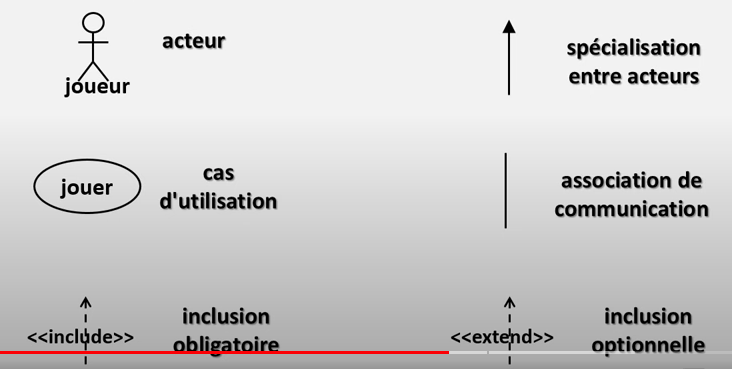 acteur
joueur
spécialisation
entre acteurs
jouer
cas
d'utilisation
association de
communication
<<include>>
inclusion
obligatoire
<<extend>>
inclusion
optionnelle